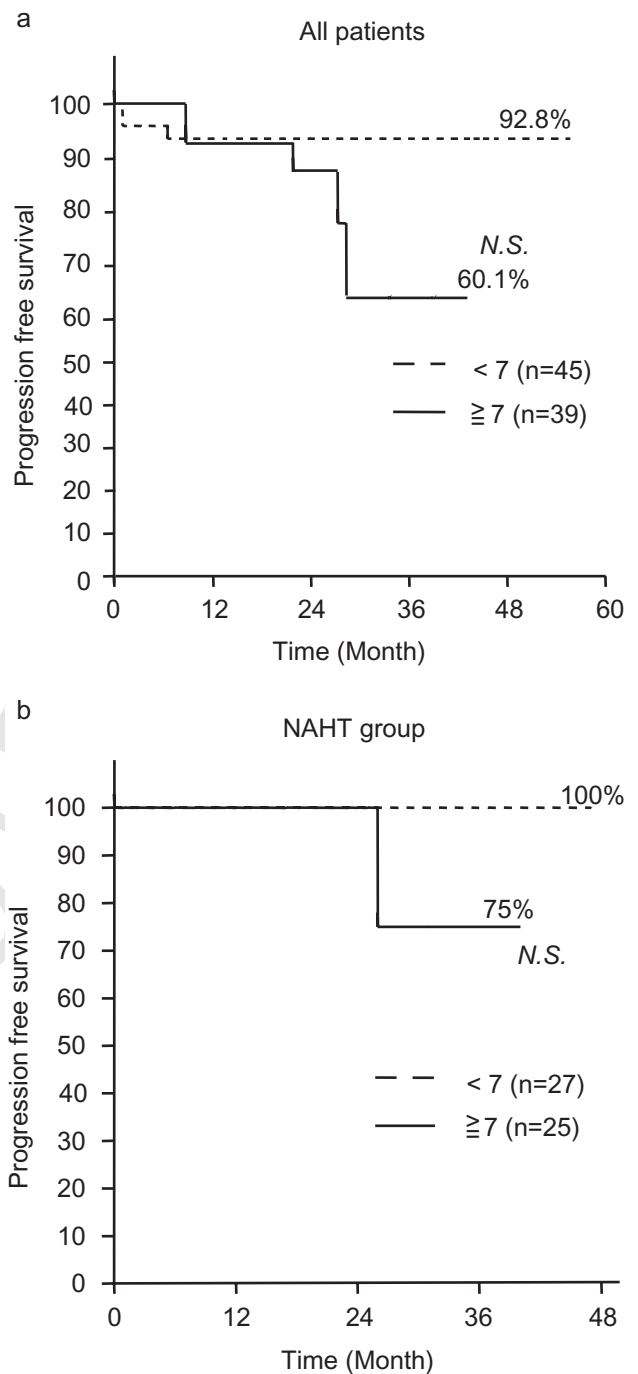 a
All patients
Progression free survival
100
90
80
70
60
50
40
30
20
10
0
92.8%
N.S.
60.1%
< 7 (n=45)
≧ 7 (n=39)
0 12 24 36 48 60
Time (Month)
b
NAHT group
Progression free survival
100
90
80
70
60
50
40
30
20
10
0
100%
75%
N.S.
< 7 (n=27)
≧ 7 (n=25)
0 12 24 36 48
Time (Month)